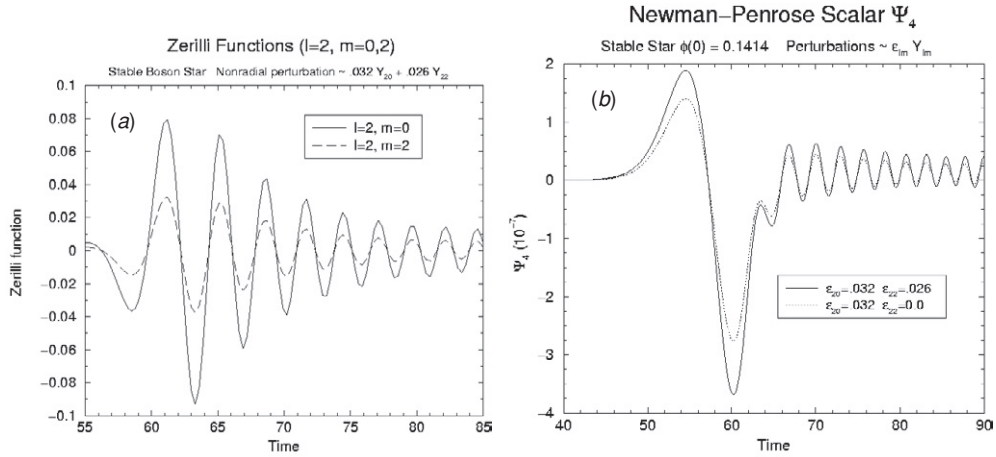 Zerilli Functions (l=2, m=0,2)
Stable Boson Star Nonradial perturbation ~ .032 Y20 + .026 Y22
(a)
l=2, m=0
l=2, m=2
Zerilli function
0.1
0.08
0.06
0.04
0.02
0
−0.02
−0.04
−0.06
−0.08
−0.1
55 60 65 70 75 80 85
Time
Newman−Penrose Scalar Ψ4
Stable Star ϕ(0) = 0.1414 Perturbations ~ εlm Ylm
(b)
Ψ4 (10⁻⁷)
2
1
0
−1
−2
−3
−4
ε20=.032 ε22=.026
ε20=.032 ε22=0.0
40 50 60 70 80 90
Time